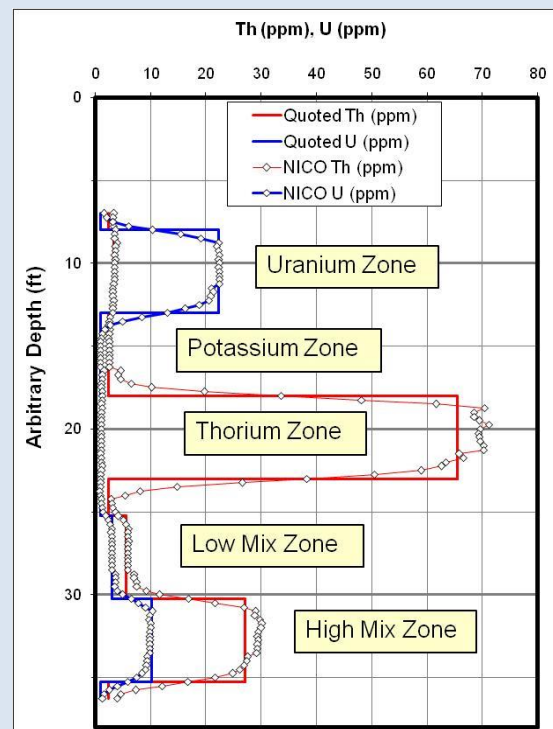 Th (ppm). U (ppm)
0 10 20 30 40 50 60 70 80
0
Quoted Th (ppm)
Quoted U (ppm)
NICO Th (ppm)
NICO U (ppm)
Uranium Zone
10
Potassium Zone
Arbitrary Depth (ft)
Thorium Zone
20
Low Mix Zone
30
High Mix Zone